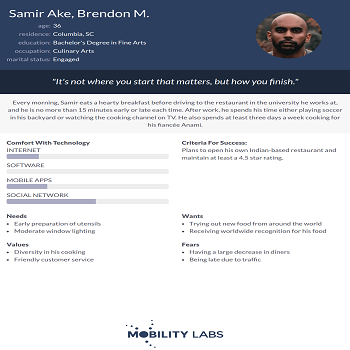 Samir Ake, Brendon M.
age: 36
residence: Columbia, SC
education: Bachelor's Degree in Fine Arts
occupation: Culinary Arts
marital status: Engaged
"It's not where you start that matters, but how you finish."
Every morning, Samir eats a hearty breakfast before driving to the restaurant in the university he works at,
and he is no more than 15 minutes early or late each time. After work, he spends his time either playing soccer
in his backyard or watching the cooking channel on TV. He also spends at least three days a week cooking for
his fiancée Anami.
Comfort With Technology
INTERNET
SOFTWARE
MOBILE APPS
SOCIAL NETWORK
Criteria For Success:
Plans to open his own Indian-based restaurant and
maintain at least a 4.5 star rating.
Needs
• Early preparation of utensils
• Moderate window lighting
Wants
• Trying out new food from around the world
• Receiving worldwide recognition for his food
Values
• Diversity in his cooking
• Friendly customer service
Fears
• Having a large decrease in diners
• Being late due to traffic
MOBILITY LABS